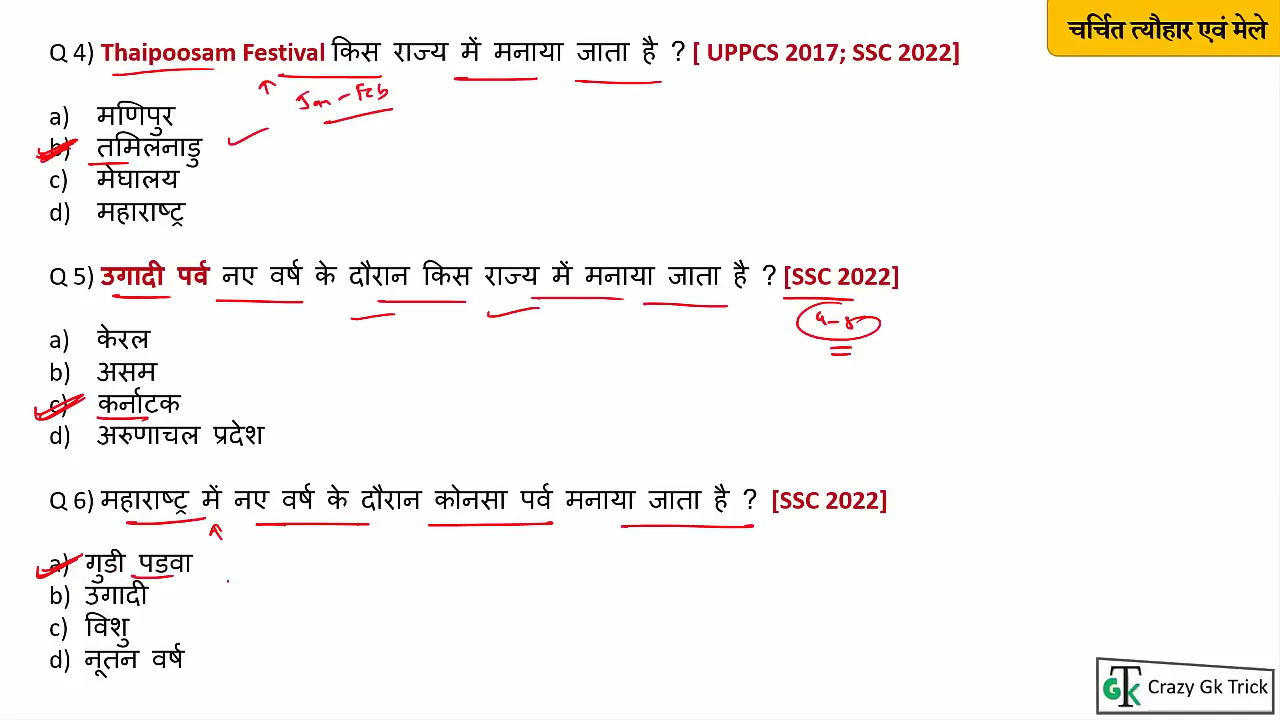 चर्चित त्यौहार एवं मेले
Q 4) Thaipoosam Festival किस राज्य में मनाया जाता है ? [ UPPCS 2017; SSC 2022]
Jan - Feb
a) मणिपुर
b) तमिलनाडु
c) मेघालय
d) महाराष्ट्र
Q 5) उगादी पर्व नए वर्ष के दौरान किस राज्य में मनाया जाता है ? [SSC 2022]
a) केरल
b) असम
c) कर्नाटक
d) अरुणाचल प्रदेश
Q 6) महाराष्ट्र में नए वर्ष के दौरान कोनसा पर्व मनाया जाता है ? [SSC 2022]
a) गुडी पडवा
b) उगादी
c) विशु
d) नूतन वर्ष
GTK Crazy Gk Trick